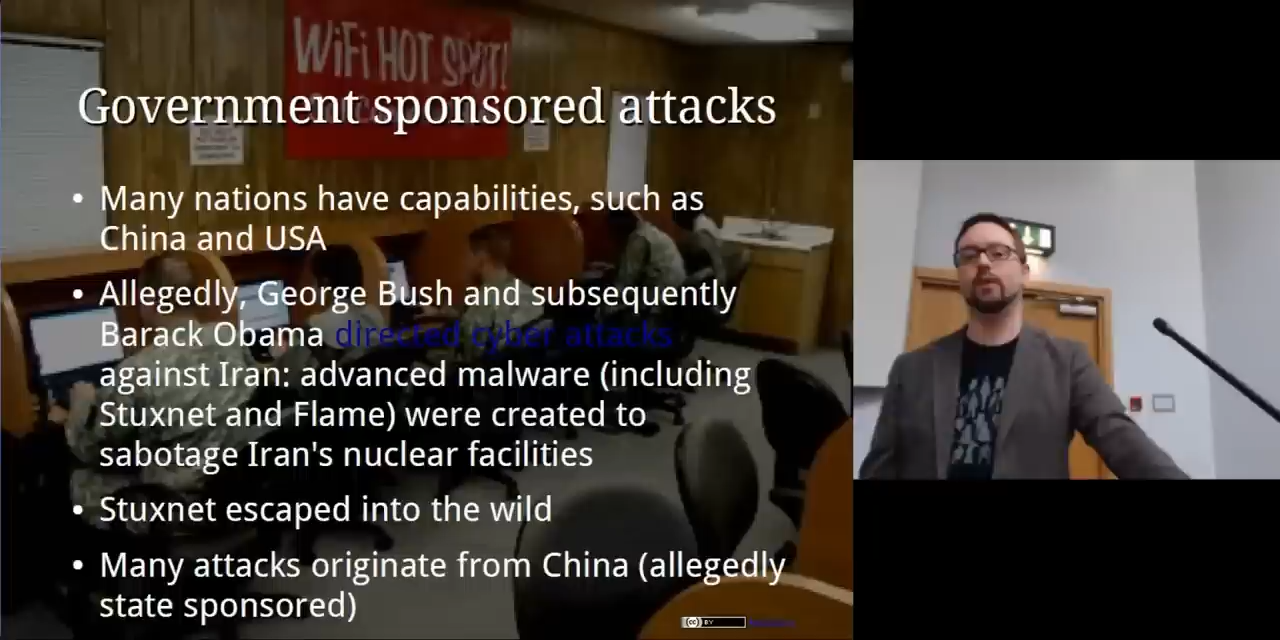 WiFi HOT SPOT!
Government sponsored attacks
• Many nations have capabilities, such as
China and USA
• Allegedly, George Bush and subsequently
Barack Obama directed cyber attacks
against Iran: advanced malware (including
Stuxnet and Flame) were created to
sabotage Iran's nuclear facilities
• Stuxnet escaped into the wild
• Many attacks originate from China (allegedly
state sponsored)
cc BY